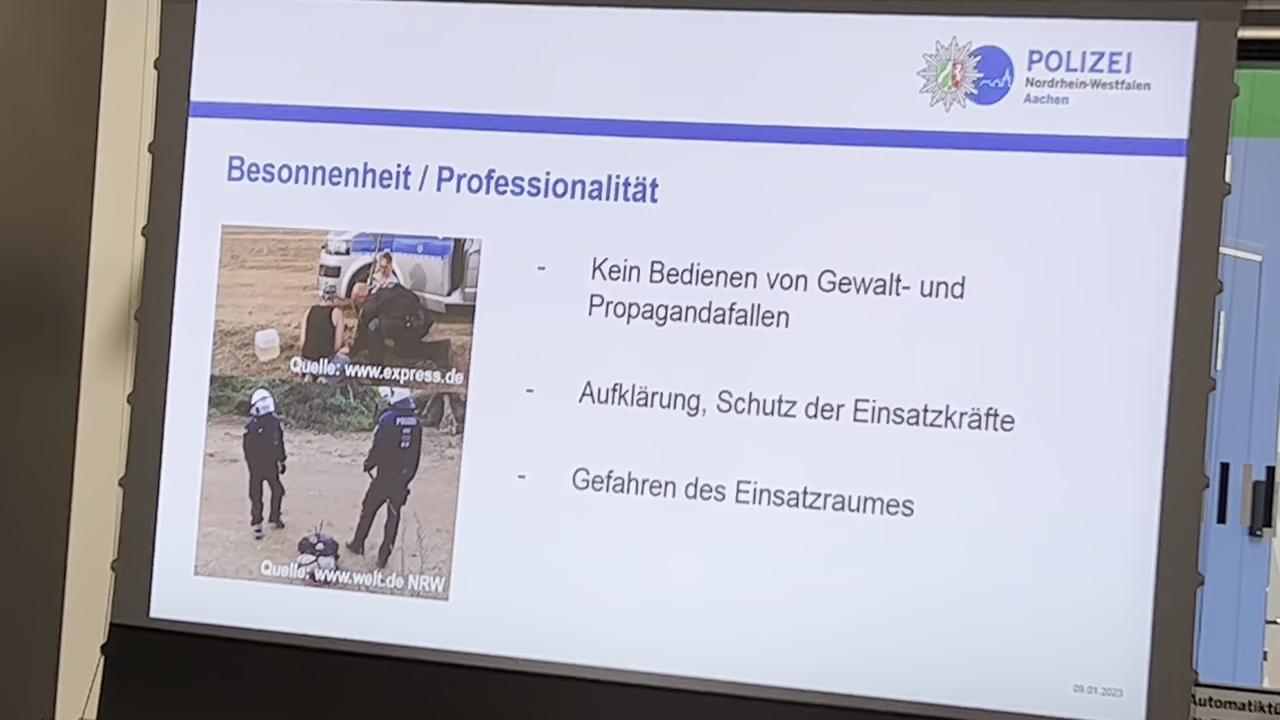 POLIZEI
Nordrhein-Westfalen
Aachen
Besonnenheit / Professionalität
Quelle: www.express.de
POLIZEI
Quelle: www.welt.de NRW
- Kein Bedienen von Gewalt- und
Propagandafallen
- Aufklärung, Schutz der Einsatzkräfte
- Gefahren des Einsatzraumes
09.01.2023